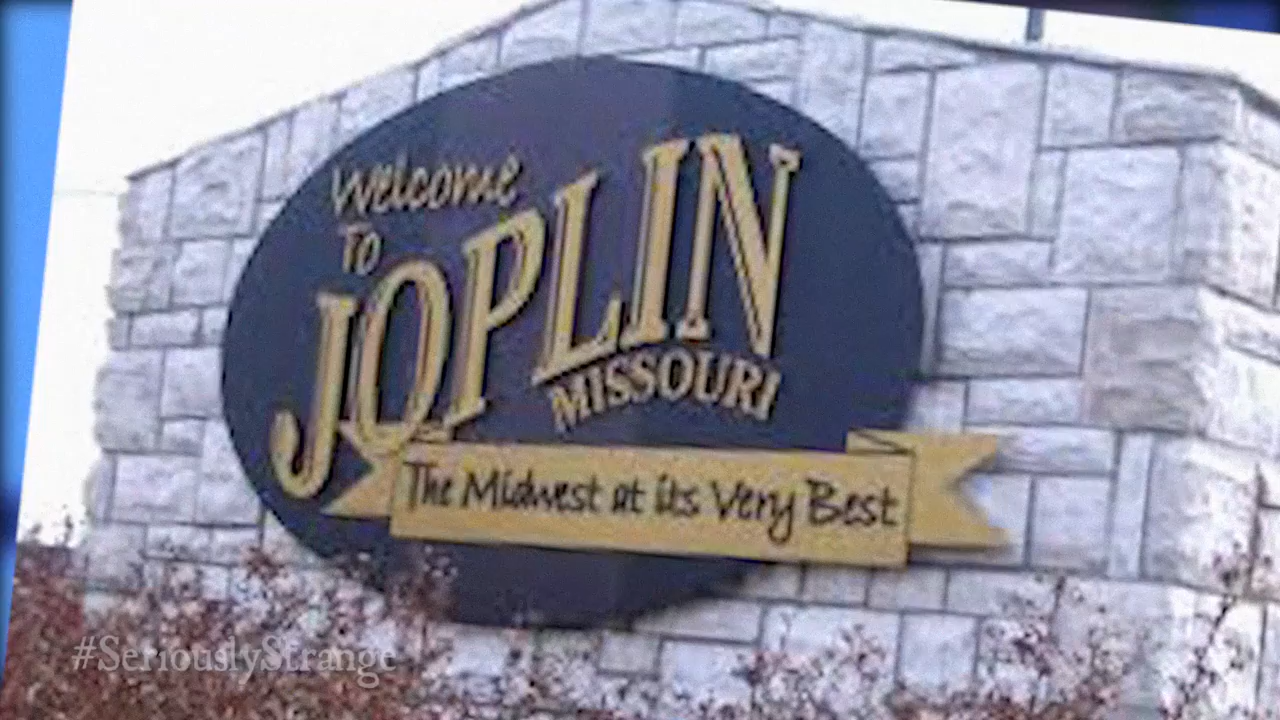 Welcome
To
JOPLIN
MISSOURI
The Midwest at its Very Best
#SeriouslyStrange